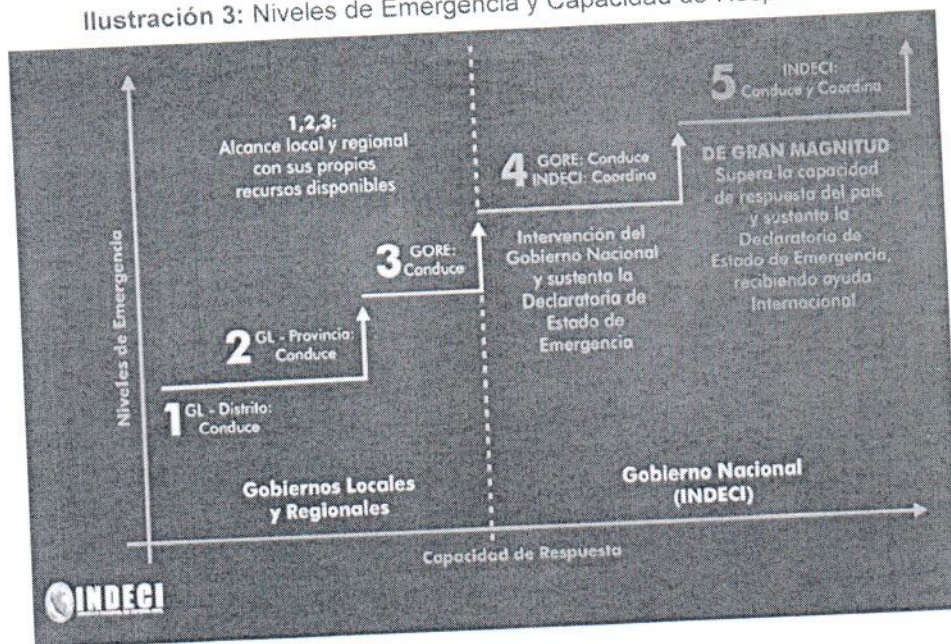 Ilustración 3: Niveles de Emergencia y Capacidad de
5 INDECI:
Conduce y Coordina
1,2,3:
Alcance local y regional
con sus propios
recursos disponibles
4 GORE: Conduce
INDECI: Coordina
DE GRAN MAGNITUD
Supera la capacidad
de respuesta del país
y sustenta la
Declaratoria de
Estado de Emergencia,
recibiendo ayuda
Internacional
3 GORE:
Conduce
Intervención del
Gobierno Nacional
y sustenta la
Declaratoria de
Estado de
Emergencia
2 GL - Provincia:
Conduce
1 GL - Distrito:
Conduce
Niveles de Emergencia
Gobiernos Locales
y Regionales
Gobierno Nacional
(INDECI)
Capacidad de Respuesta
INDECI